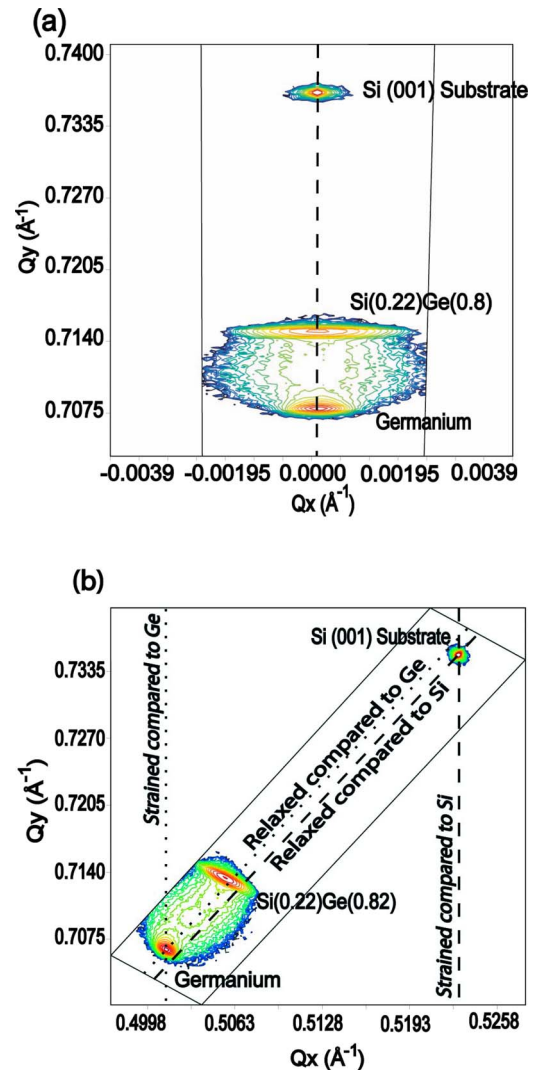 (a)
0.7400
0.7335
0.7270
0.7205
0.7140
0.7075
Qy (Å⁻¹)
Si (001) Substrate
Si(0.22)Ge(0.8)
Germanium
-0.0039 -0.00195 0.0000 0.00195 0.0039
Qx (Å⁻¹)
(b)
0.7335
0.7270
0.7205
0.7140
0.7075
Qy (Å⁻¹)
Strained compared to Ge
Si (001) Substrate
Relaxed compared to Ge
Relaxed compared to Si
Strained compared to Si
Si(0.22)Ge(0.82)
Germanium
0.4998 0.5063 0.5128 0.5193 0.5258
Qx (Å⁻¹)